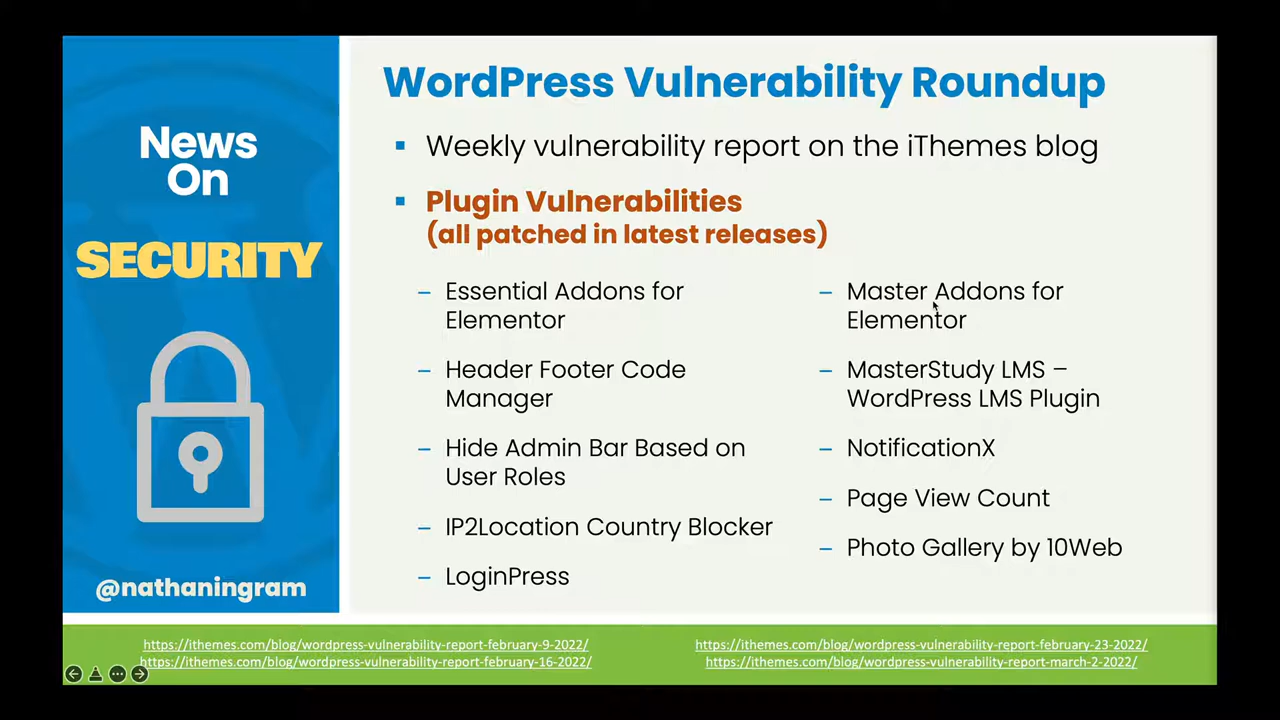 News
On
SECURITY
@nathaningram
WordPress Vulnerability Roundup
▪ Weekly vulnerability report on the iThemes blog
▪ Plugin Vulnerabilities
(all patched in latest releases)
– Essential Addons for
Elementor
– Header Footer Code
Manager
– Hide Admin Bar Based on
User Roles
– IP2Location Country Blocker
– LoginPress
– Master Addons for
Elementor
– MasterStudy LMS –
WordPress LMS Plugin
– NotificationX
– Page View Count
– Photo Gallery by 10Web
https://ithemes.com/blog/wordpress-vulnerability-report-february-9-2022/
https://ithemes.com/blog/wordpress-vulnerability-report-february-16-2022/
https://ithemes.com/blog/wordpress-vulnerability-report-february-23-2022/
https://ithemes.com/blog/wordpress-vulnerability-report-march-2-2022/